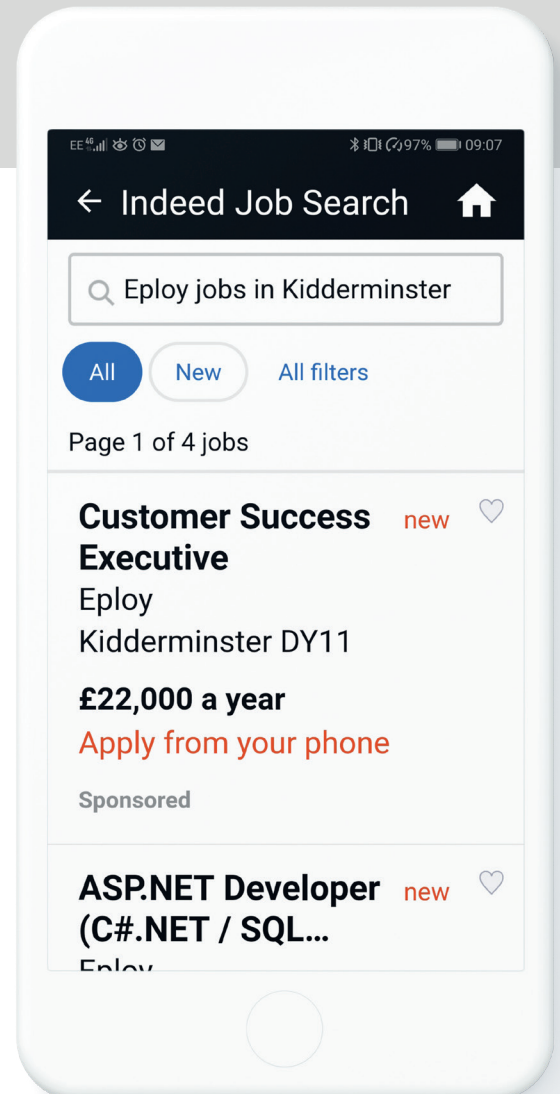 EE 4G 97% 09:07
Indeed Job Search
Eploy jobs in Kidderminster
All New All filters
Page 1 of 4 jobs
Customer Success new
Executive
Eploy
Kidderminster DY11
£22,000 a year
Apply from your phone
Sponsored
ASP.NET Developer new
(C#.NET / SQL...
Eploy